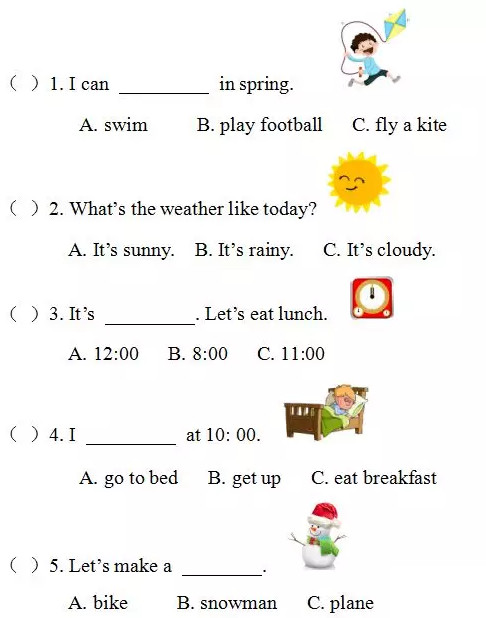 ( ) 1. I can _________ in spring.
A. swim B. play football C. fly a kite
( ) 2. What’s the weather like today?
A. It’s sunny. B. It’s rainy. C. It’s cloudy.
( ) 3. It’s _________. Let’s eat lunch.
A. 12:00 B. 8:00 C. 11:00
( ) 4. I _________ at 10: 00.
A. go to bed B. get up C. eat breakfast
( ) 5. Let’s make a ________.
A. bike B. snowman C. plane